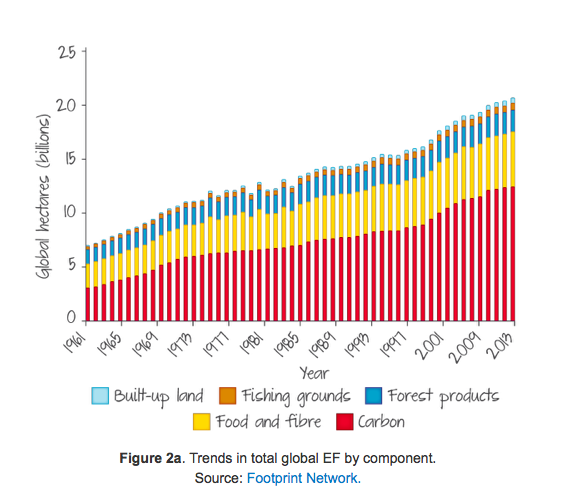 Global hectares (billions)
25
20
15
10
5
0
1961 1965 1969 1973 1977 1981 1985 1989 1993 1997 2001 2009 2013
Year
Built-up land Fishing grounds Forest products
Food and fibre Carbon
Figure 2a. Trends in total global EF by component.
Source: Footprint Network.